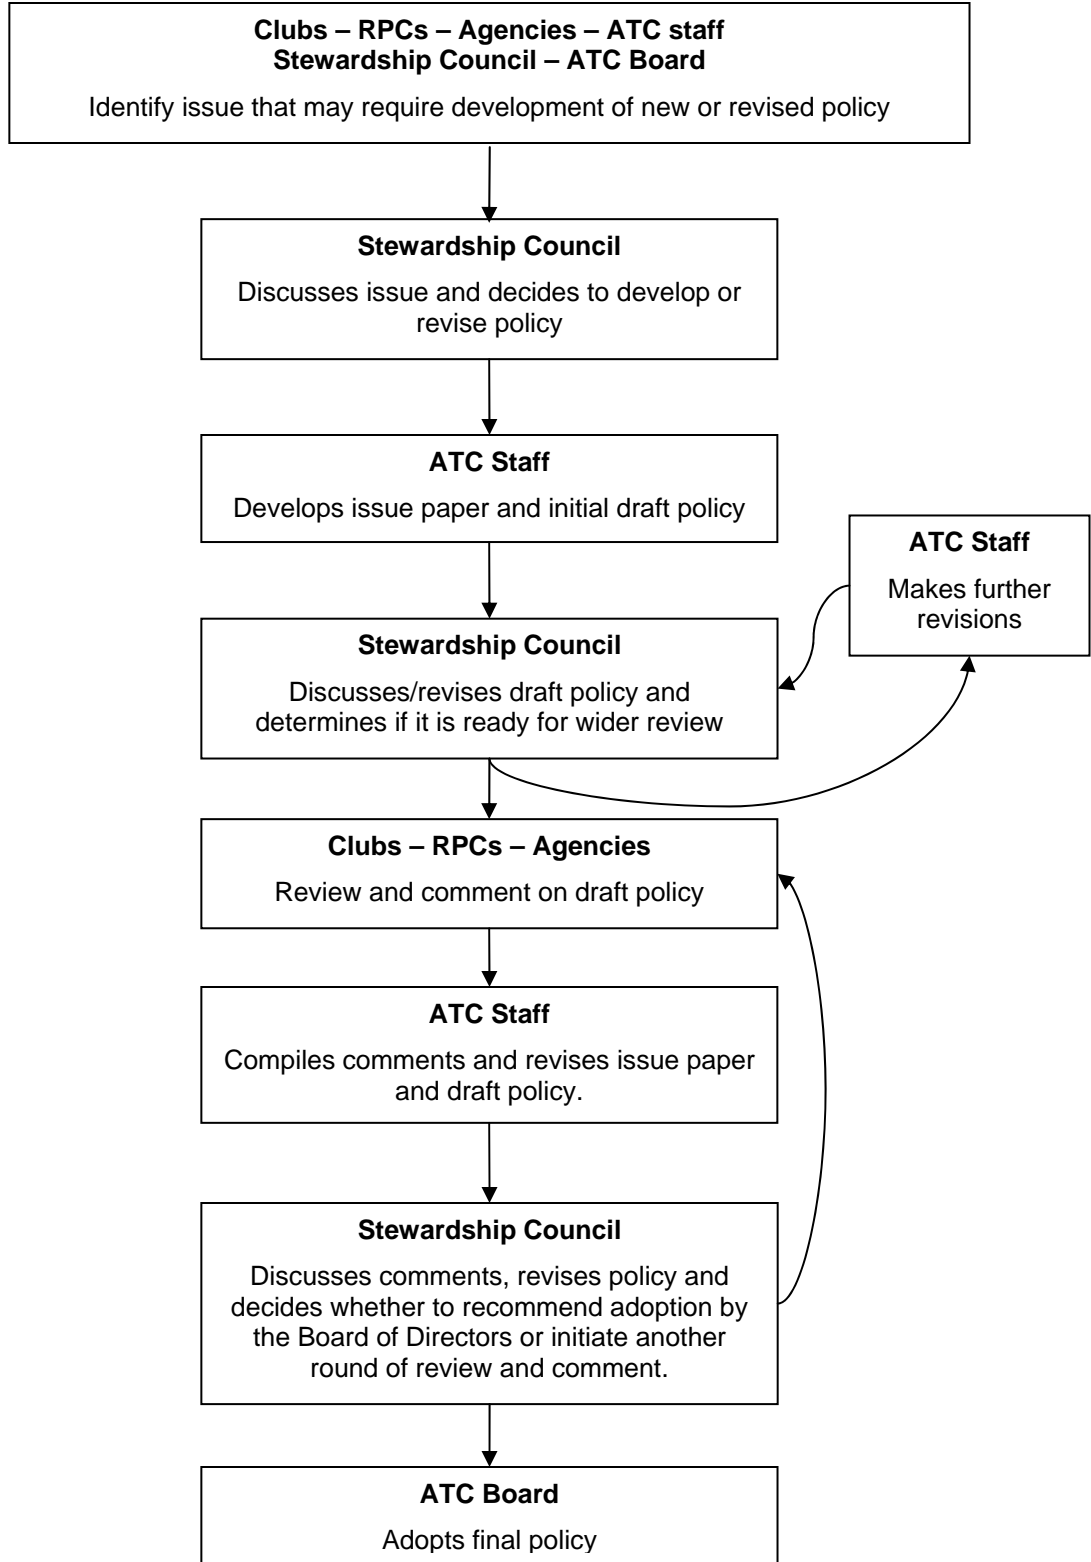 Clubs – RPCs – Agencies – ATC staff
Stewardship Council – ATC Board
Identify issue that may require development of new or revised policy
Stewardship Council
Discusses issue and decides to develop or
revise policy
ATC Staff
Develops issue paper and initial draft policy
ATC Staff
Makes further
revisions
Stewardship Council
Discusses/revises draft policy and
determines if it is ready for wider review
Clubs – RPCs – Agencies
Review and comment on draft policy
ATC Staff
Compiles comments and revises issue paper
and draft policy.
Stewardship Council
Discusses comments, revises policy and
decides whether to recommend adoption by
the Board of Directors or initiate another
round of review and comment.
ATC Board
Adopts final policy